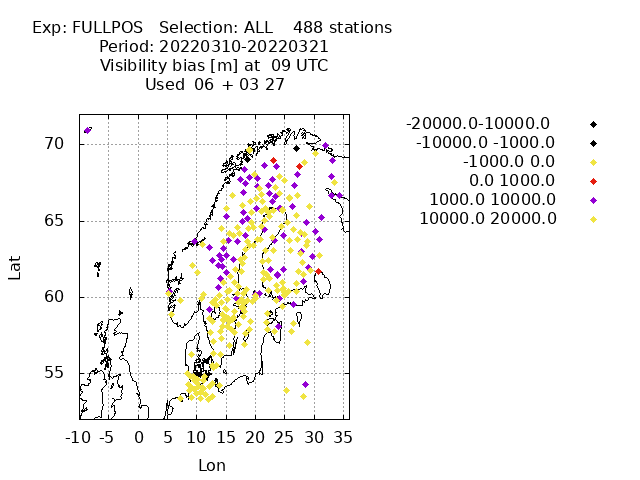 Exp: FULLPOS   Selection: ALL    488 stations
Period: 20220310-20220321
Visibility bias [m] at  09 UTC
Used  06 + 03 27
-20000.0-10000.0
-10000.0 -1000.0
-1000.0 0.0
0.0 1000.0
1000.0 10000.0
10000.0 20000.0
70
65
60
55
Lat
-10 -5 0 5 10 15 20 25 30 35
Lon